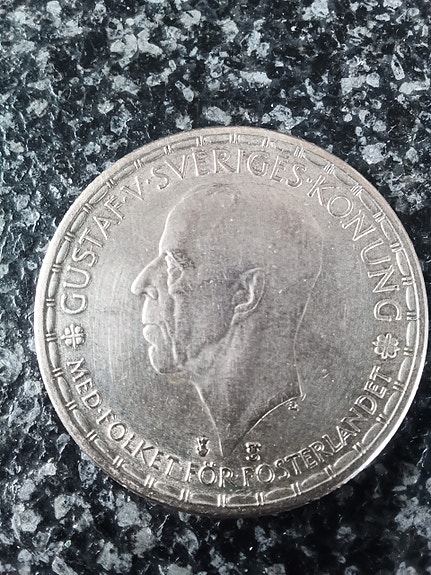 GUSTAF·V·SVERIGES·KONUNG
MED·FOLKET FÖR FOSTERLANDET